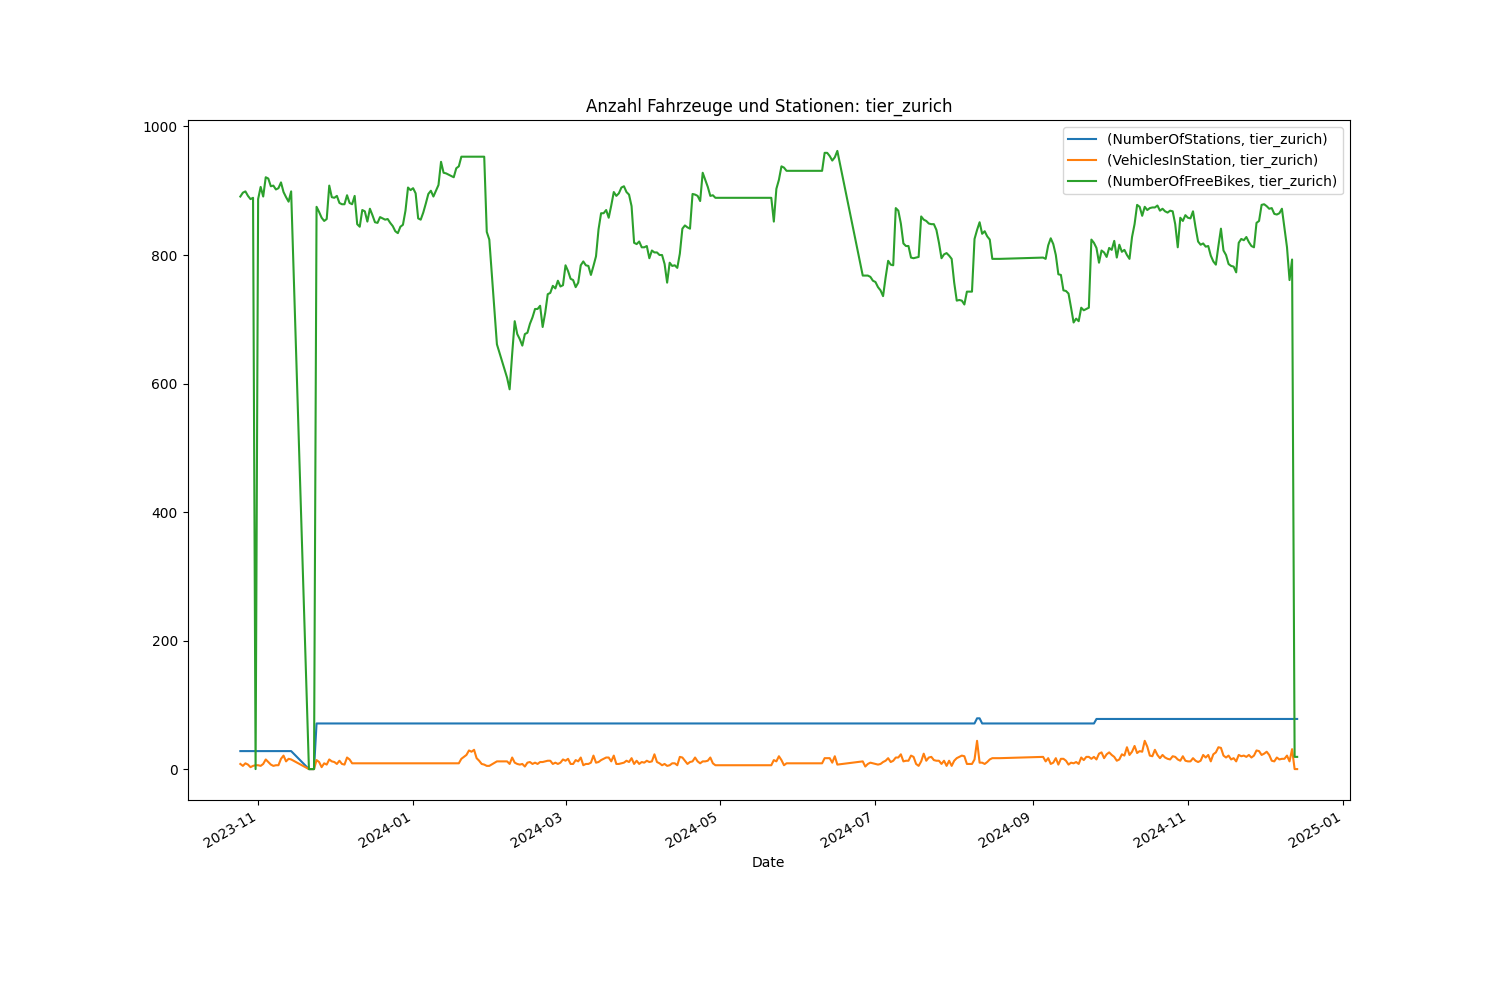 Anzahl Fahrzeuge und Stationen: tier_zurich
(NumberOfStations, tier_zurich)
(VehiclesInStation, tier_zurich)
(NumberOfFreeBikes, tier_zurich)
1000
800
600
400
200
0
2023-11
2024-01
2024-03
2024-05
2024-07
2024-09
2024-11
2025-01
Date